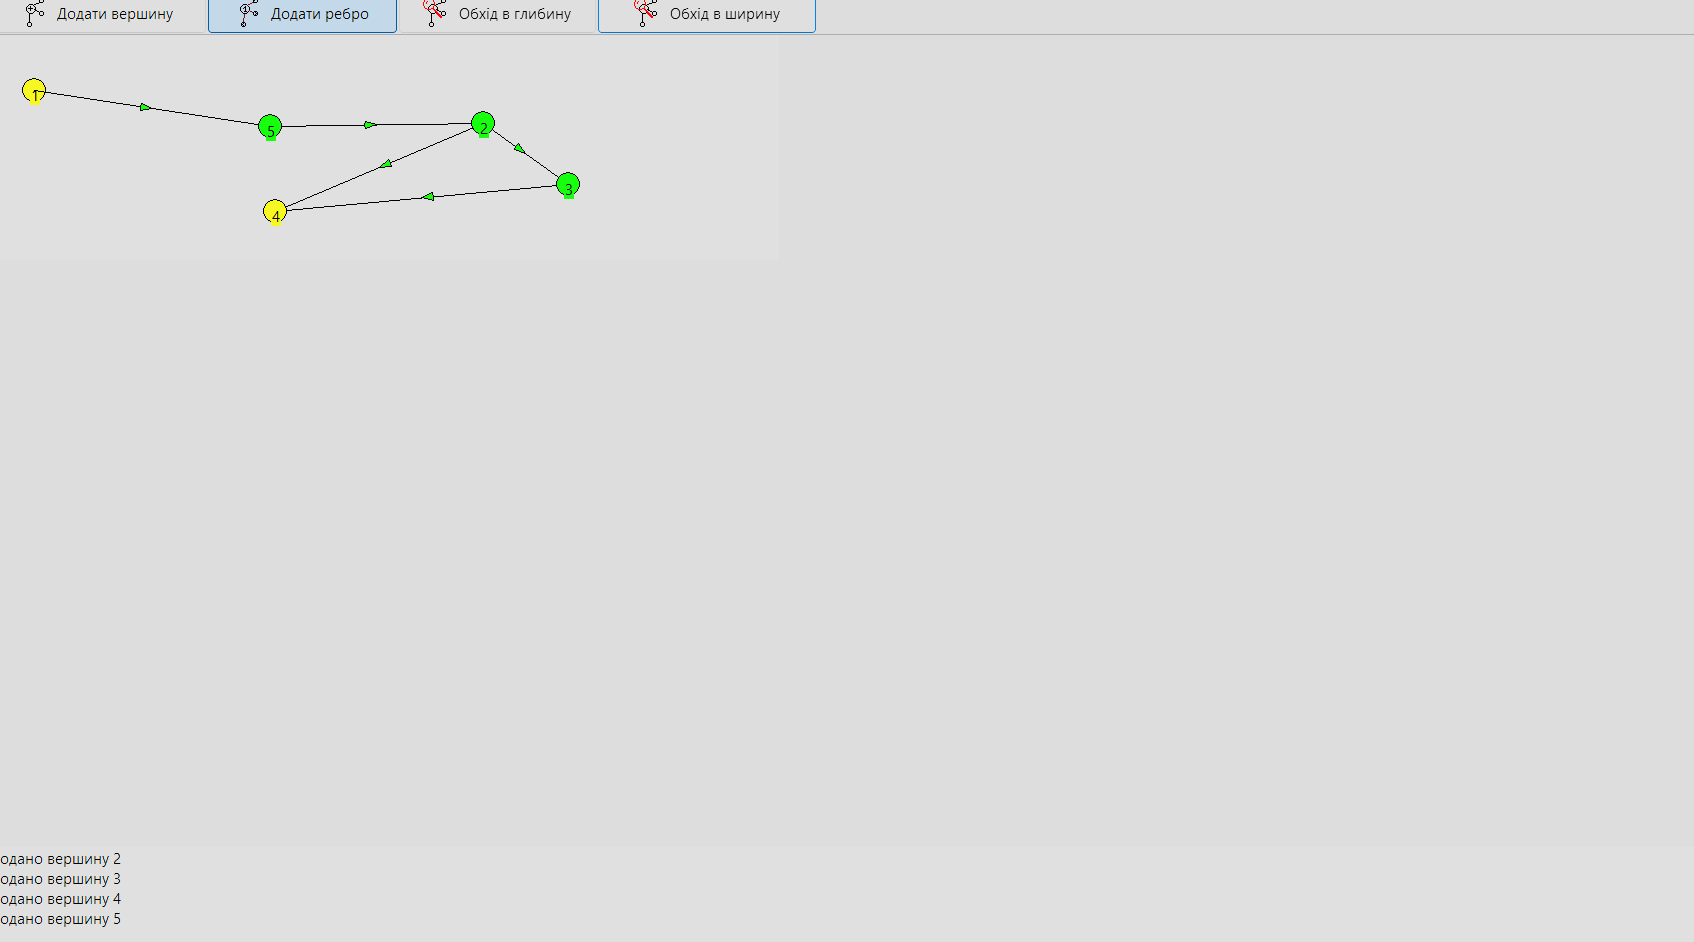 Додати вершину Додати ребро Обхід в глибину Обхід в ширину
1
5
2
3
4
одано вершину 2
одано вершину 3
одано вершину 4
одано вершину 5